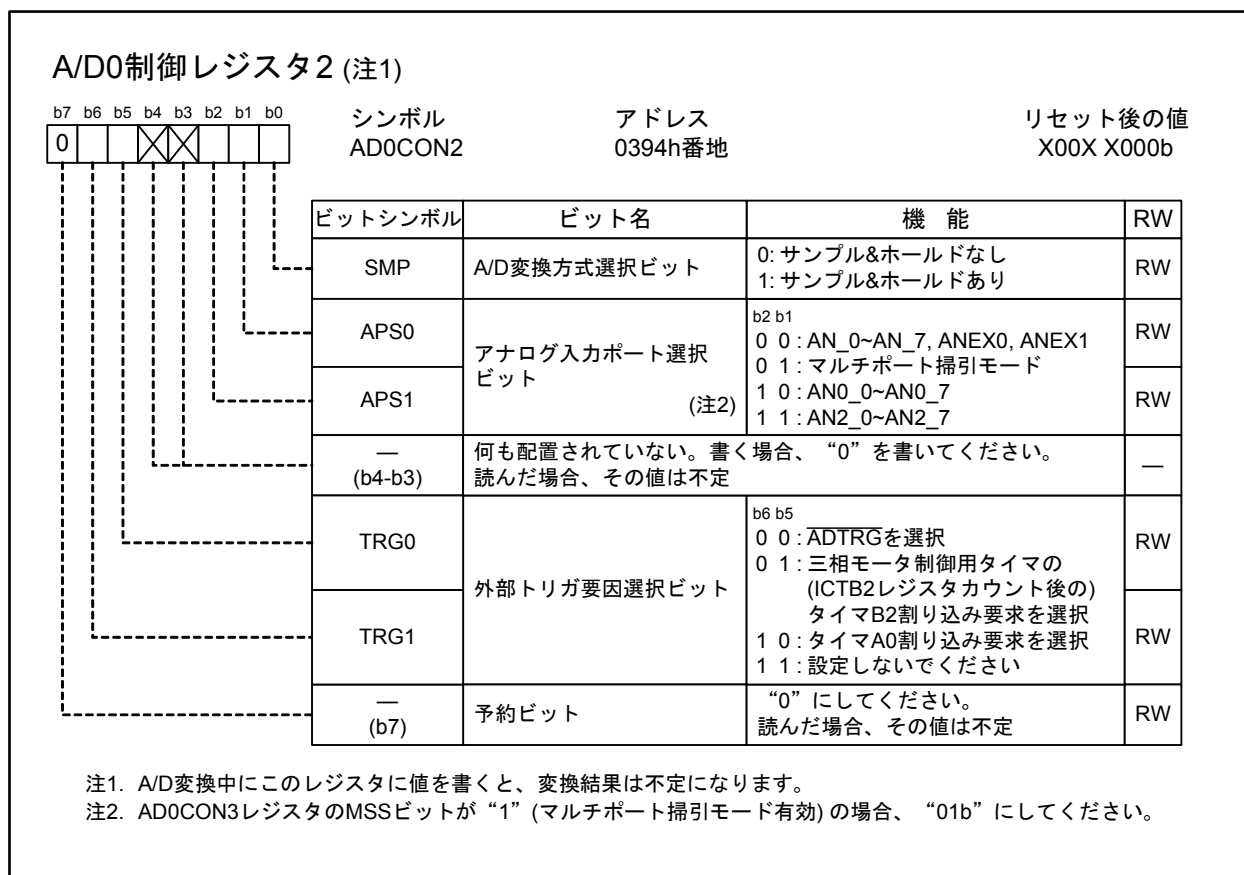 A/D0制御レジスタ2 (注1)
b7 b6 b5 b4 b3 b2 b1 b0
0
シンボル アドレス リセット後の値
AD0CON2 0394h番地 X00X X000b
ビットシンボル ビット名 機 能 RW
SMP A/D変換方式選択ビット 0: サンプル&ホールドなし RW
1: サンプル&ホールドあり
APS0 アナログ入力ポート選択 b2 b1 RW
ビット 0 0 : AN_0~AN_7, ANEX0, ANEX1
0 1 : マルチポート掃引モード
APS1 (注2) 1 0 : AN0_0~AN0_7 RW
1 1 : AN2_0~AN2_7
— 何も配置されていない。書く場合、“0”を書いてください。 —
(b4-b3) 読んだ場合、その値は不定
TRG0 外部トリガ要因選択ビット b6 b5 RW
0 0 : ADTRGを選択
0 1 : 三相モータ制御用タイマの
(ICTB2レジスタカウント後の)
タイマB2割り込み要求を選択
TRG1 1 0 : タイマA0割り込み要求を選択 RW
1 1 : 設定しないでください
— 予約ビット “0”にしてください。 RW
(b7) 読んだ場合、その値は不定
注1. A/D変換中にこのレジスタに値を書くと、変換結果は不定になります。
注2. AD0CON3レジスタのMSSビットが“1”(マルチポート掃引モード有効) の場合、“01b”にしてください。